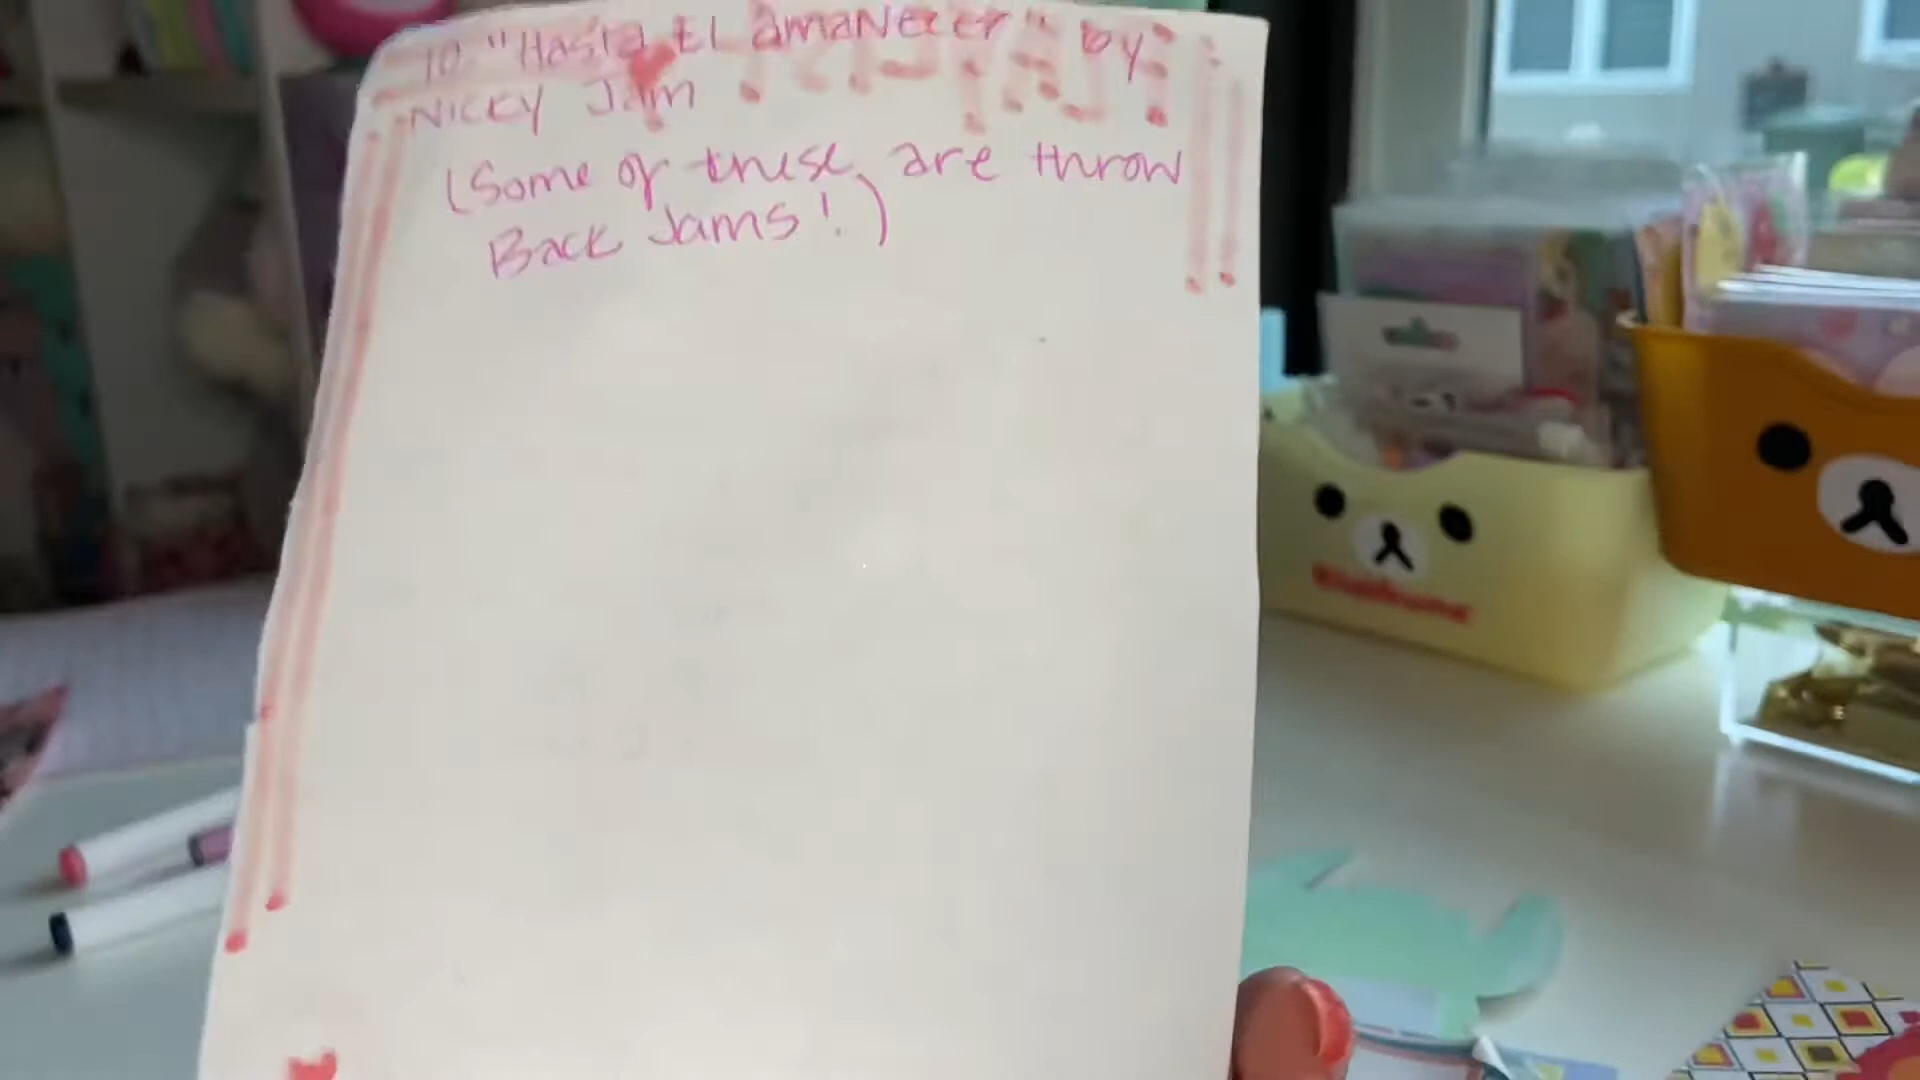 10. "Hasta El amaNecer" by
Nicky Jam
(Some of these are throw
Back Jams!)